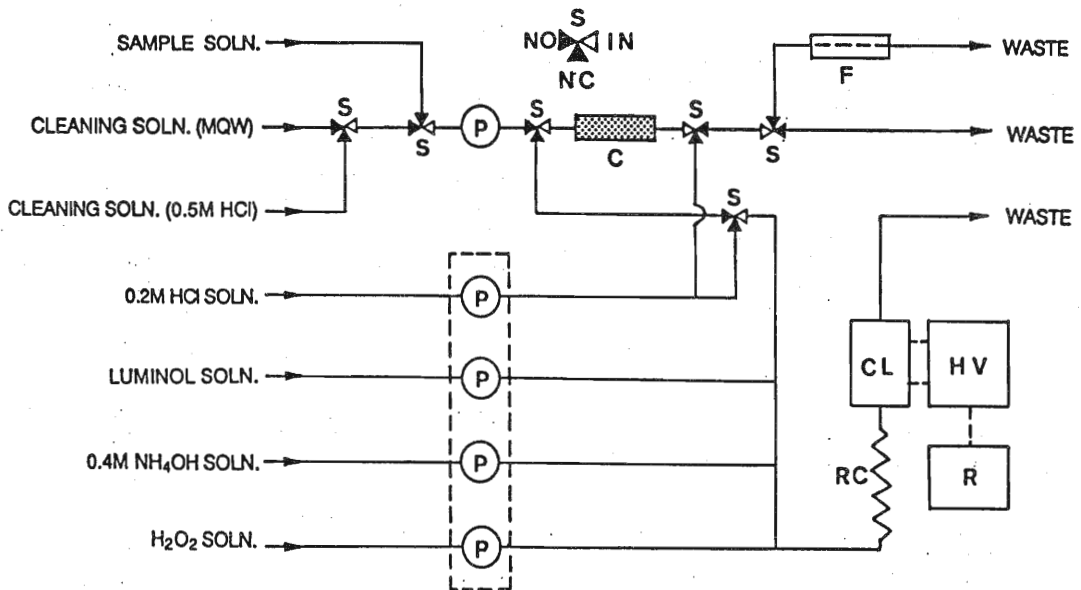 SAMPLE SOLN.
S
NO IN
NC
F
WASTE
CLEANING SOLN. (MQW)
S
S
P
S
C
S
S
WASTE
CLEANING SOLN. (0.5M HCl)
S
WASTE
0.2M HCl SOLN.
P
LUMINOL SOLN.
P
CL
HV
0.4M NH₄OH SOLN.
P
RC
R
H₂O₂ SOLN.
P